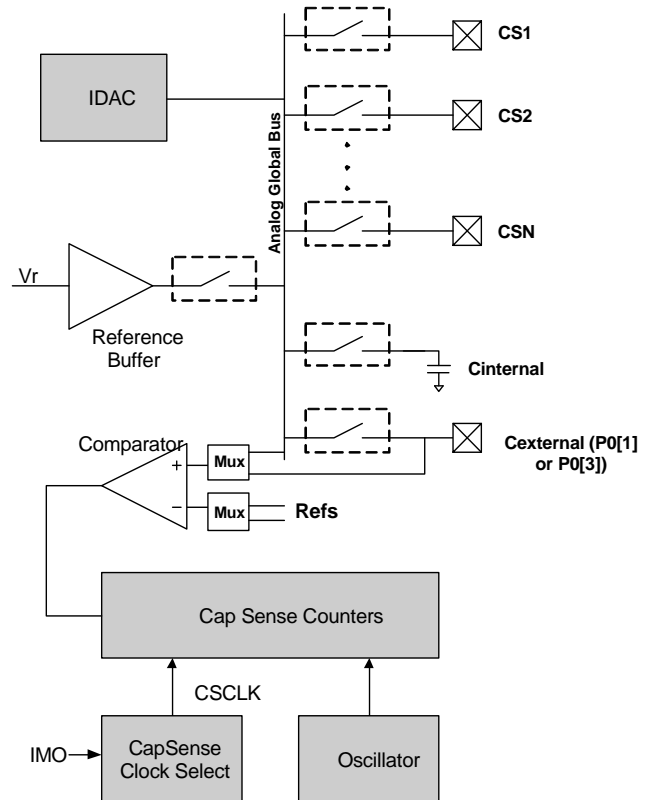 CS1
IDAC
CS2
Analog Global Bus
CSN
Vr
Reference
Buffer
Cinternal
Comparator
+
Mux
Cexternal (P0[1]
or P0[3])
−
Mux
Refs
Cap Sense Counters
CSCLK
IMO
CapSense
Clock Select
Oscillator